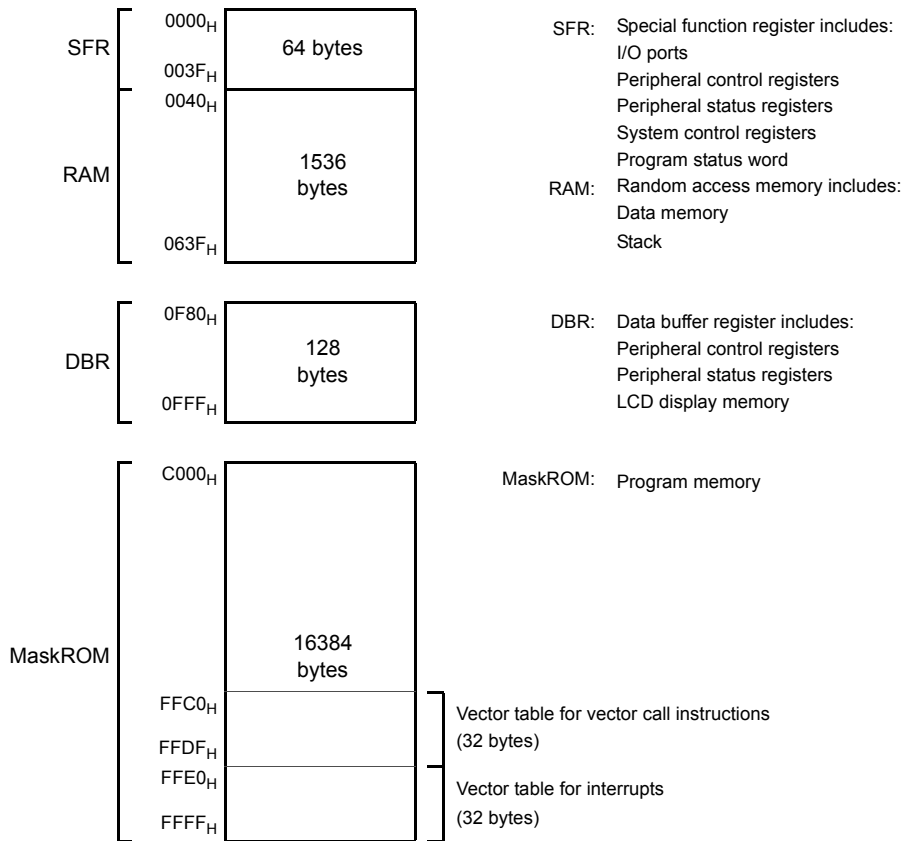 SFR
0000H
003FH
64 bytes
RAM
0040H
063FH
1536
bytes
SFR: Special function register includes:
I/O ports
Peripheral control registers
Peripheral status registers
System control registers
Program status word
RAM: Random access memory includes:
Data memory
Stack
DBR
0F80H
0FFFH
128
bytes
DBR: Data buffer register includes:
Peripheral control registers
Peripheral status registers
LCD display memory
MaskROM
C000H
16384
bytes
MaskROM: Program memory
FFC0H
FFDFH
Vector table for vector call instructions
(32 bytes)
FFE0H
FFFFH
Vector table for interrupts
(32 bytes)